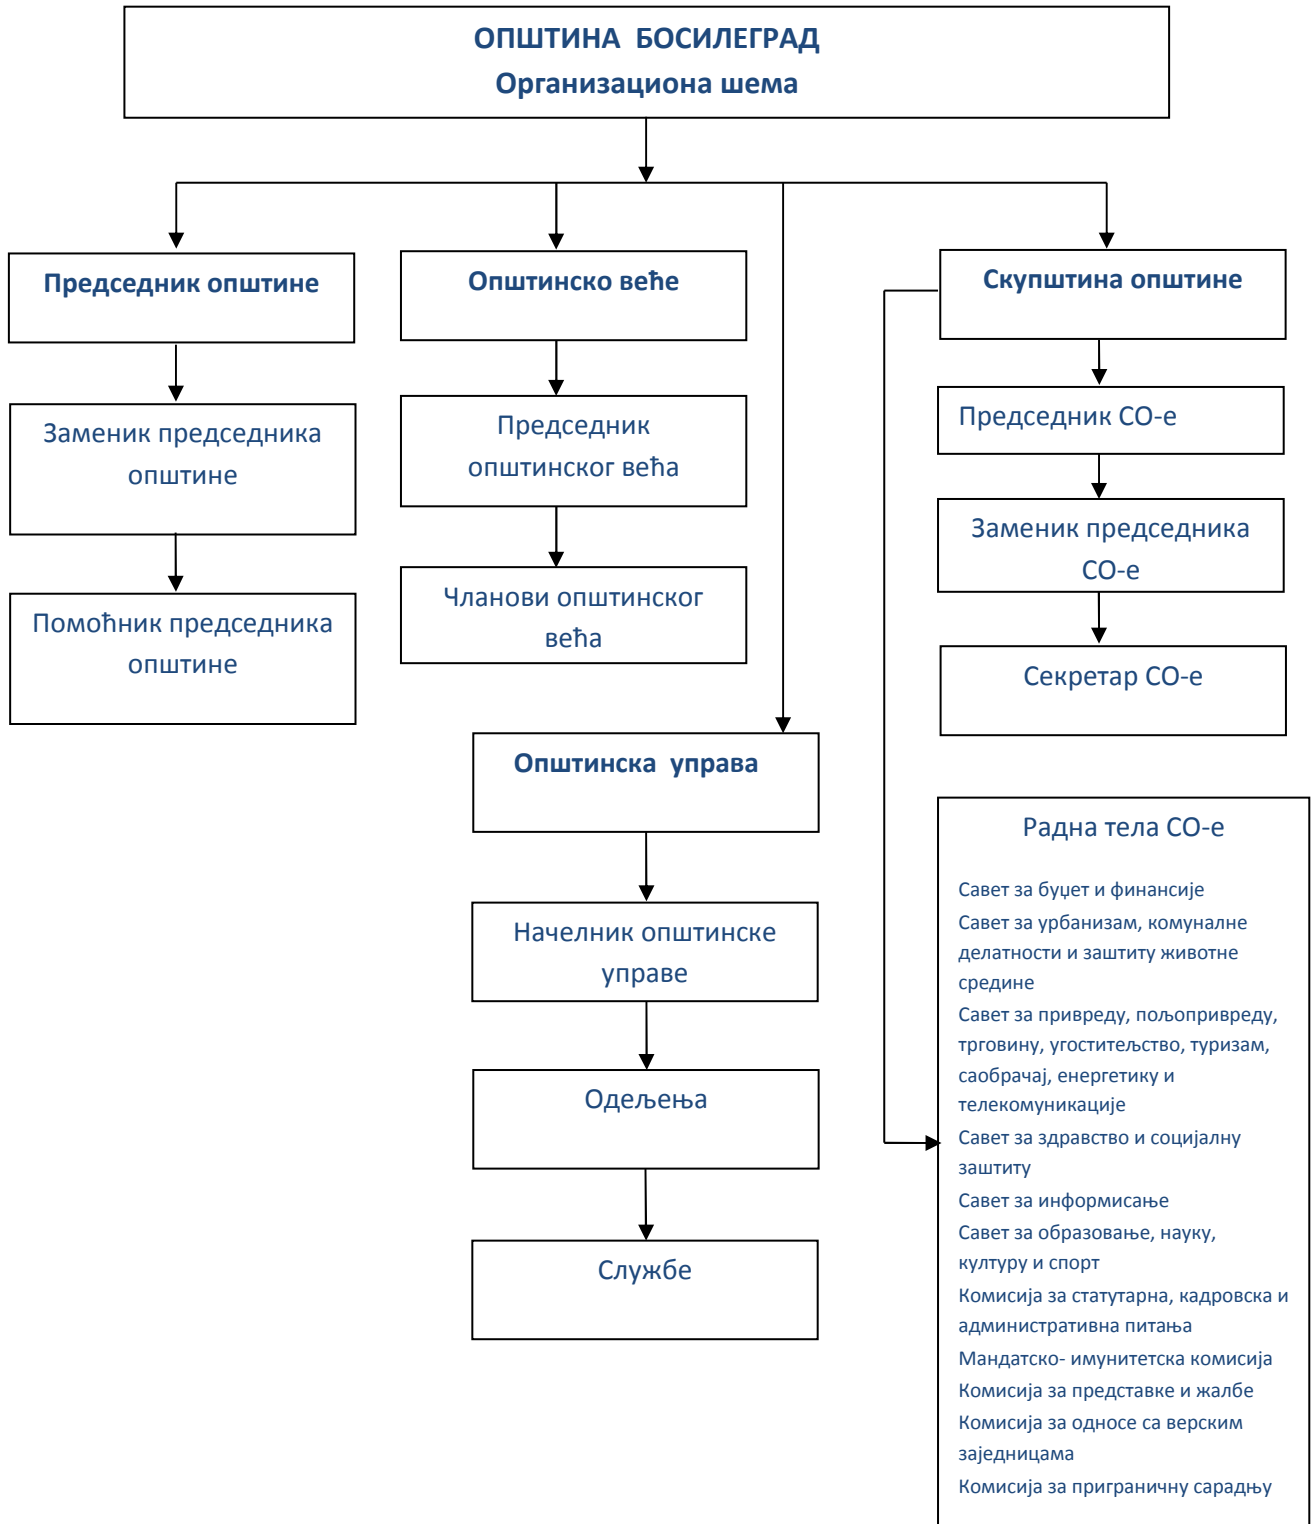 ОПШТИНА БОСИЛЕГРАД
Организациона шема
Председник општине
Општинско веће
Скупштина општине
Заменик председника
општине
Председник
општинског већа
Председник СО-е
Помоћник председника
општине
Чланови општинског
већа
Заменик председника
СО-е
Секретар СО-е
Општинска управа
Начелник општинске
управе
Одељења
Службе
Радна тела СО-е
Савет за буџет и финансије
Савет за урбанизам, комуналне
делатности и заштиту животне
средине
Савет за привреду, пољопривреду,
трговину, угоститељство, туризам,
саобрачај, енергетику и
телекомуникације
Савет за здравство и социјалну
заштиту
Савет за информисање
Савет за образовање, науку,
културу и спорт
Комисија за статутарна, кадровска и
административна питања
Мандатско- имунитетска комисија
Комисија за представке и жалбе
Комисија за односе са верским
заједницама
Комисија за приграничну сарадњу